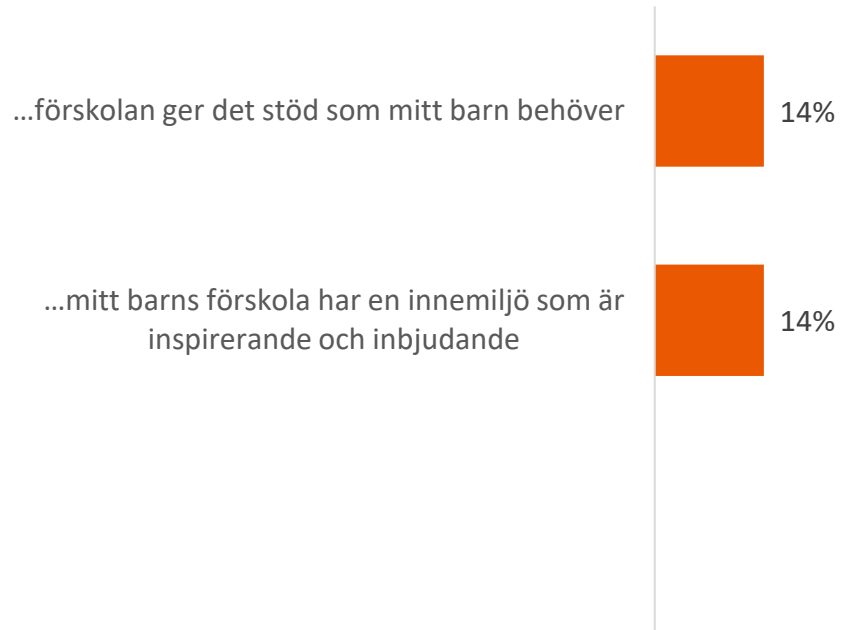 …förskolan ger det stöd som mitt barn behöver
14%
…mitt barns förskola har en innemiljö som är
inspirerande och inbjudande
14%